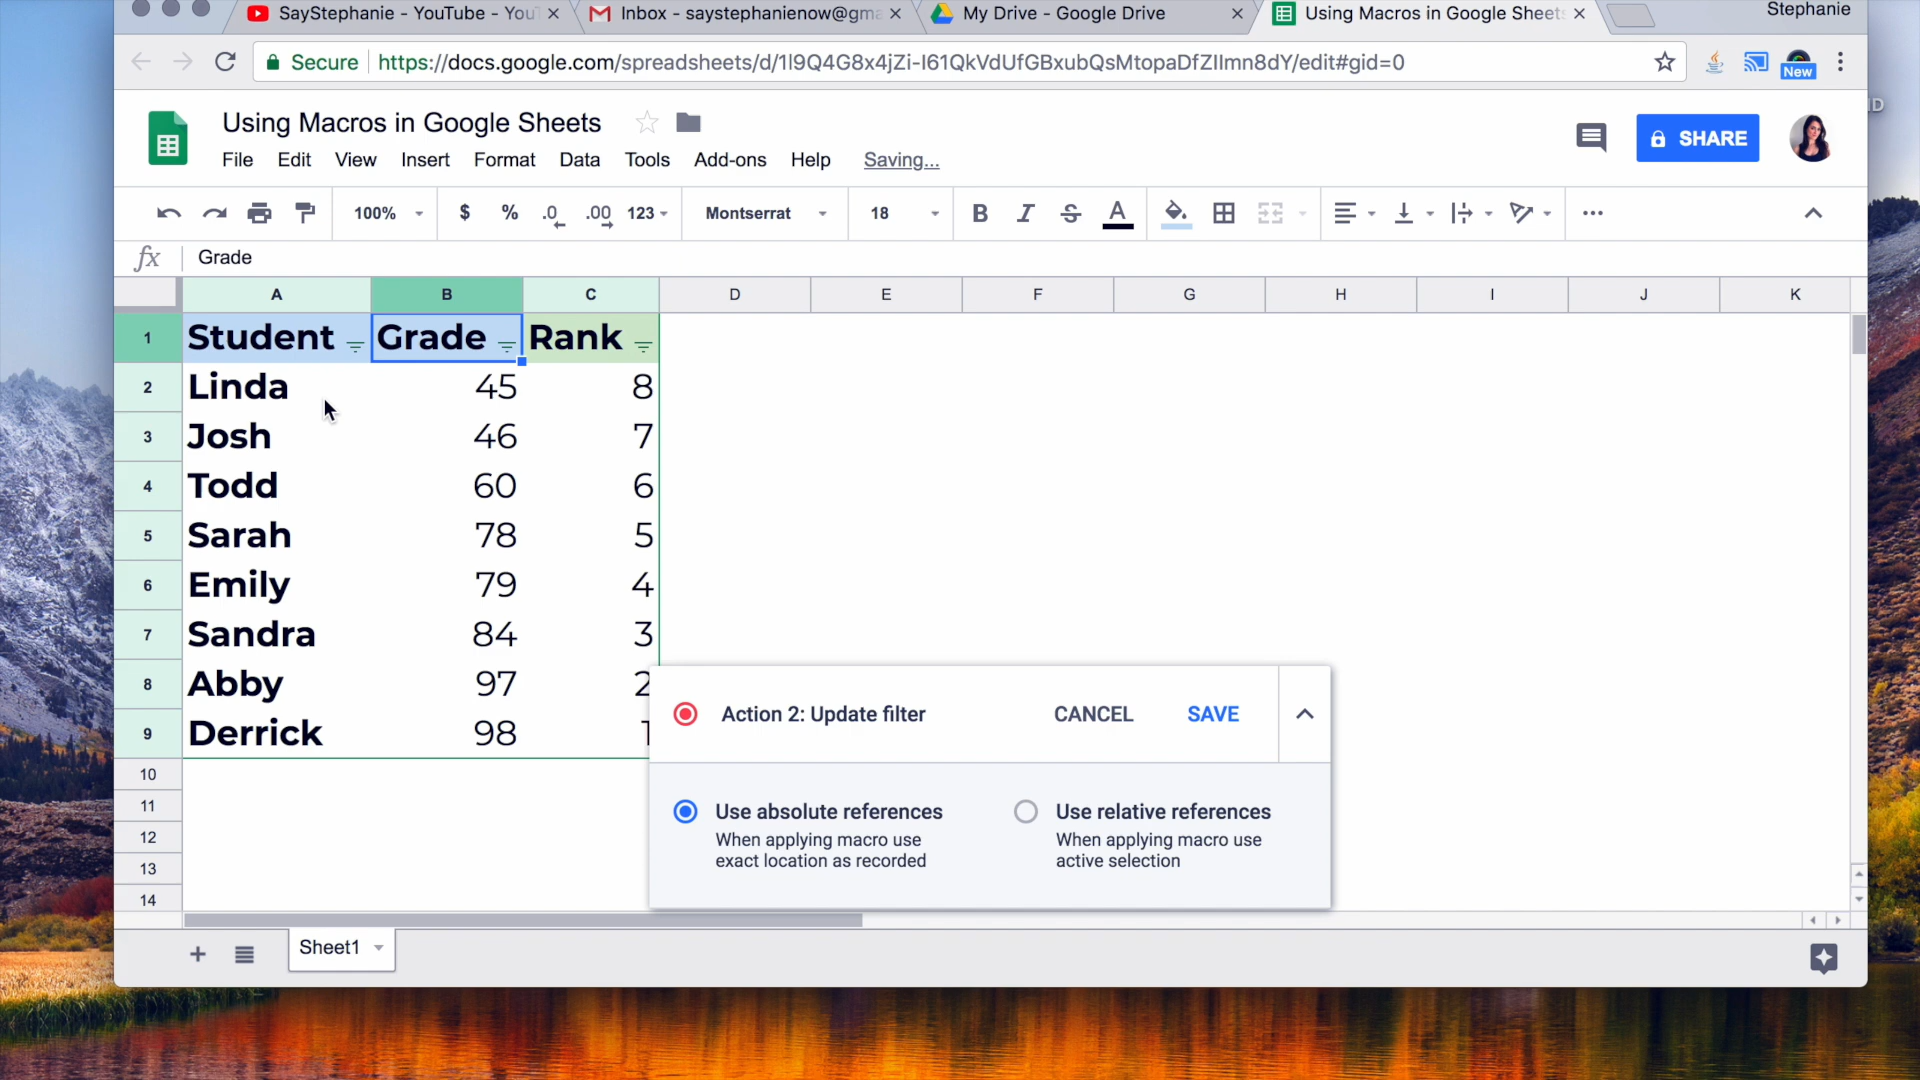 SayStephanie - YouTube - You
Inbox - saystephanienow@gma
My Drive - Google Drive
Using Macros in Google Sheets
Stephanie
Secure
https://docs.google.com/spreadsheets/d/1I9Q4G8x4jZi-I61QkVdUfGBxubQsMtopaDfZIImn8dY/edit#gid=0
New
Using Macros in Google Sheets
SHARE
File Edit View Insert Format Data Tools Add-ons Help Saving...
100% $ % .0 .00 123 Montserrat 18 B I S A
fx Grade
A B C D E F G H I J K
1 Student Grade Rank
2 Linda 45 8
3 Josh 46 7
4 Todd 60 6
5 Sarah 78 5
6 Emily 79 4
7 Sandra 84 3
8 Abby 97 2
9 Derrick 98 1
10
11
12
13
14
Action 2: Update filter CANCEL SAVE
Use absolute references
When applying macro use
exact location as recorded
Use relative references
When applying macro use
active selection
Sheet1